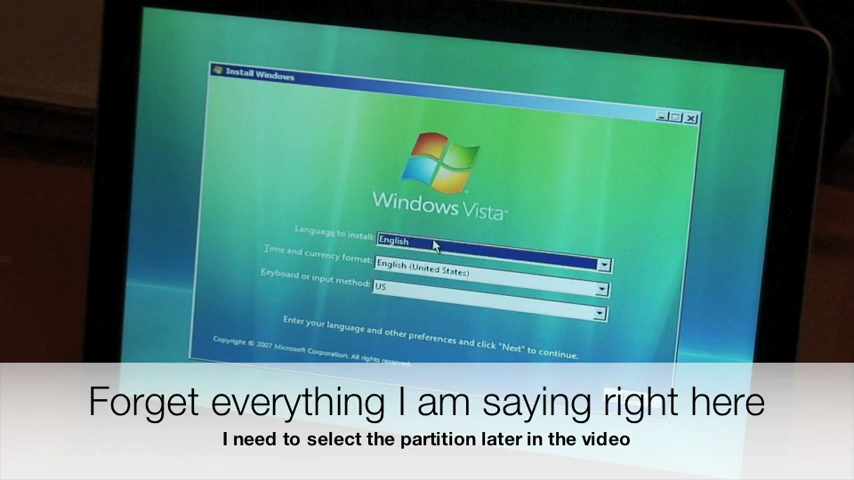 Install Windows
Windows Vista™
Language to install: English
Time and currency format: English (United States)
Keyboard or input method: US
Enter your language and other preferences and click "Next" to continue.
Copyright © 2007 Microsoft Corporation. All rights reserved.
Forget everything I am saying right here
I need to select the partition later in the video